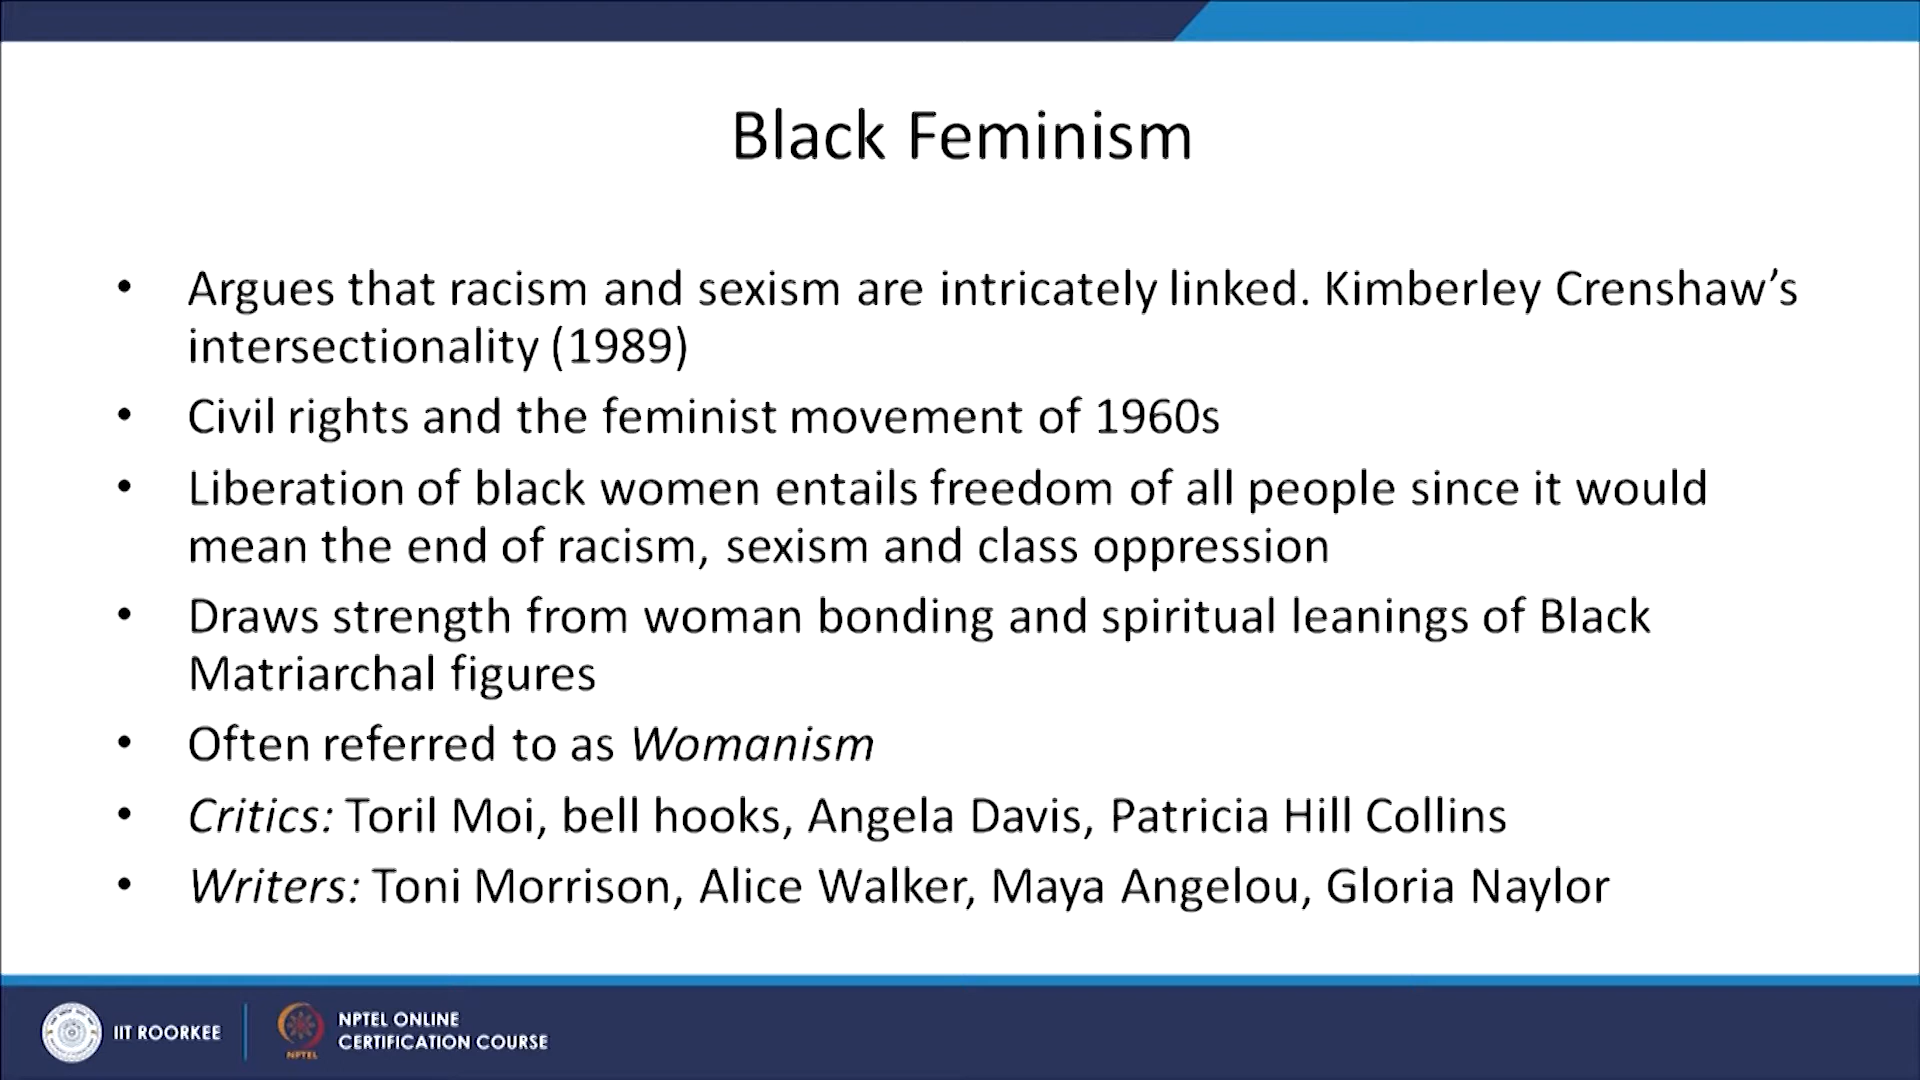 Black Feminism
• Argues that racism and sexism are intricately linked. Kimberley Crenshaw’s
intersectionality (1989)
• Civil rights and the feminist movement of 1960s
• Liberation of black women entails freedom of all people since it would
mean the end of racism, sexism and class oppression
• Draws strength from woman bonding and spiritual leanings of Black
Matriarchal figures
• Often referred to as Womanism
• Critics: Toril Moi, bell hooks, Angela Davis, Patricia Hill Collins
• Writers: Toni Morrison, Alice Walker, Maya Angelou, Gloria Naylor
IIT ROORKEE
NPTEL
NPTEL ONLINE
CERTIFICATION COURSE